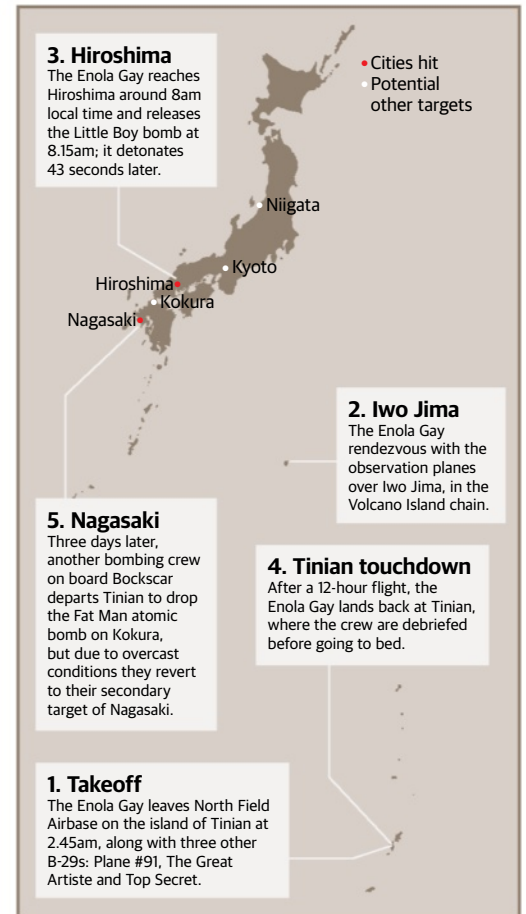 3. Hiroshima
The Enola Gay reaches
Hiroshima around 8am
local time and releases
the Little Boy bomb at
8.15am; it detonates
43 seconds later.
Cities hit
Potential
other targets
Niigata
Kyoto
Hiroshima
Kokura
Nagasaki
2. Iwo Jima
The Enola Gay
rendezvous with the
observation planes
over Iwo Jima, in the
Volcano Island chain.
5. Nagasaki
Three days later,
another bombing crew
on board Bockscar
departs Tinian to drop
the Fat Man atomic
bomb on Kokura,
but due to overcast
conditions they revert
to their secondary
target of Nagasaki.
4. Tinian touchdown
After a 12-hour flight, the
Enola Gay lands back at Tinian,
where the crew are debriefed
before going to bed.
1. Takeoff
The Enola Gay leaves North Field
Airbase on the island of Tinian at
2.45am, along with three other
B-29s: Plane #91, The Great
Artiste and Top Secret.